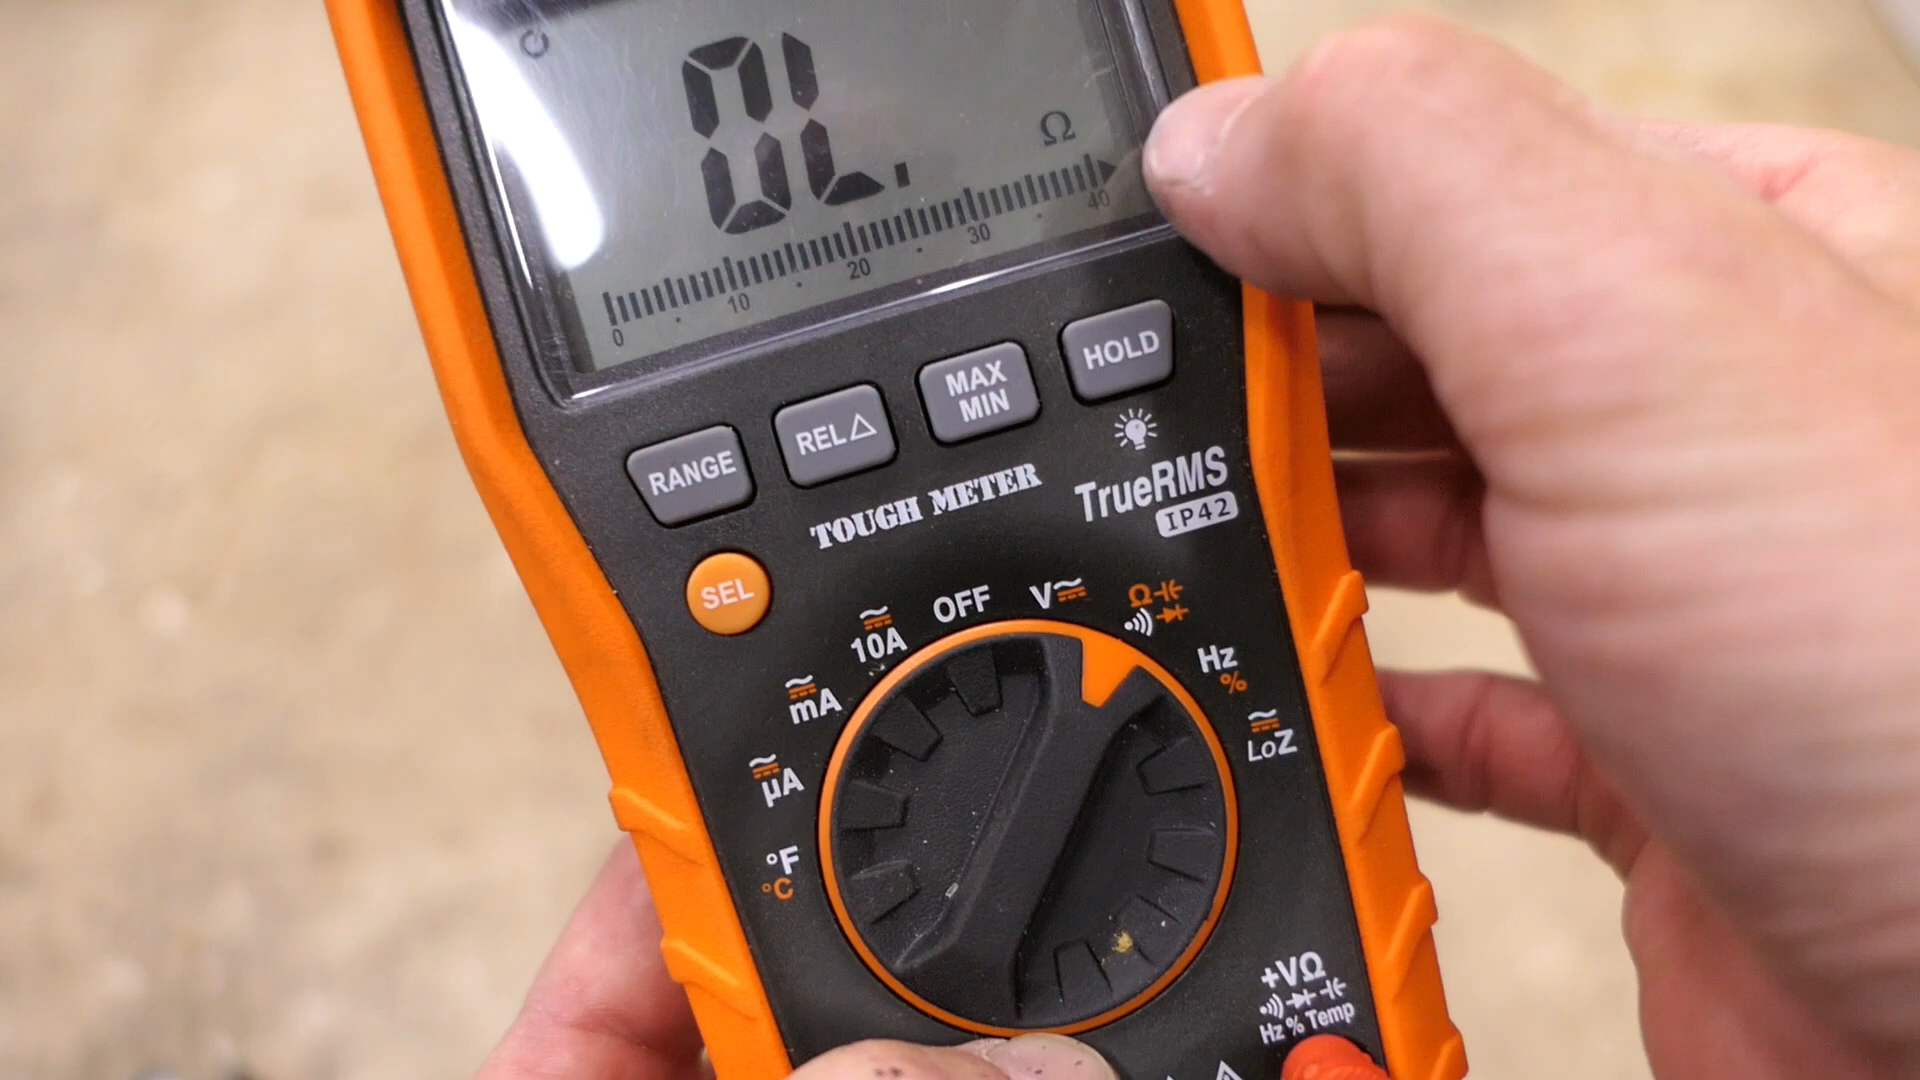 0L.
Ω
0 10 20 30 40
HOLD
MAX
MIN
REL△
RANGE
TOUGH METER
TrueRMS
IP42
SEL
OFF
V
Ω
10A
Hz
%
mA
LoZ
µA
°F
°C
+VΩ
Hz % Temp